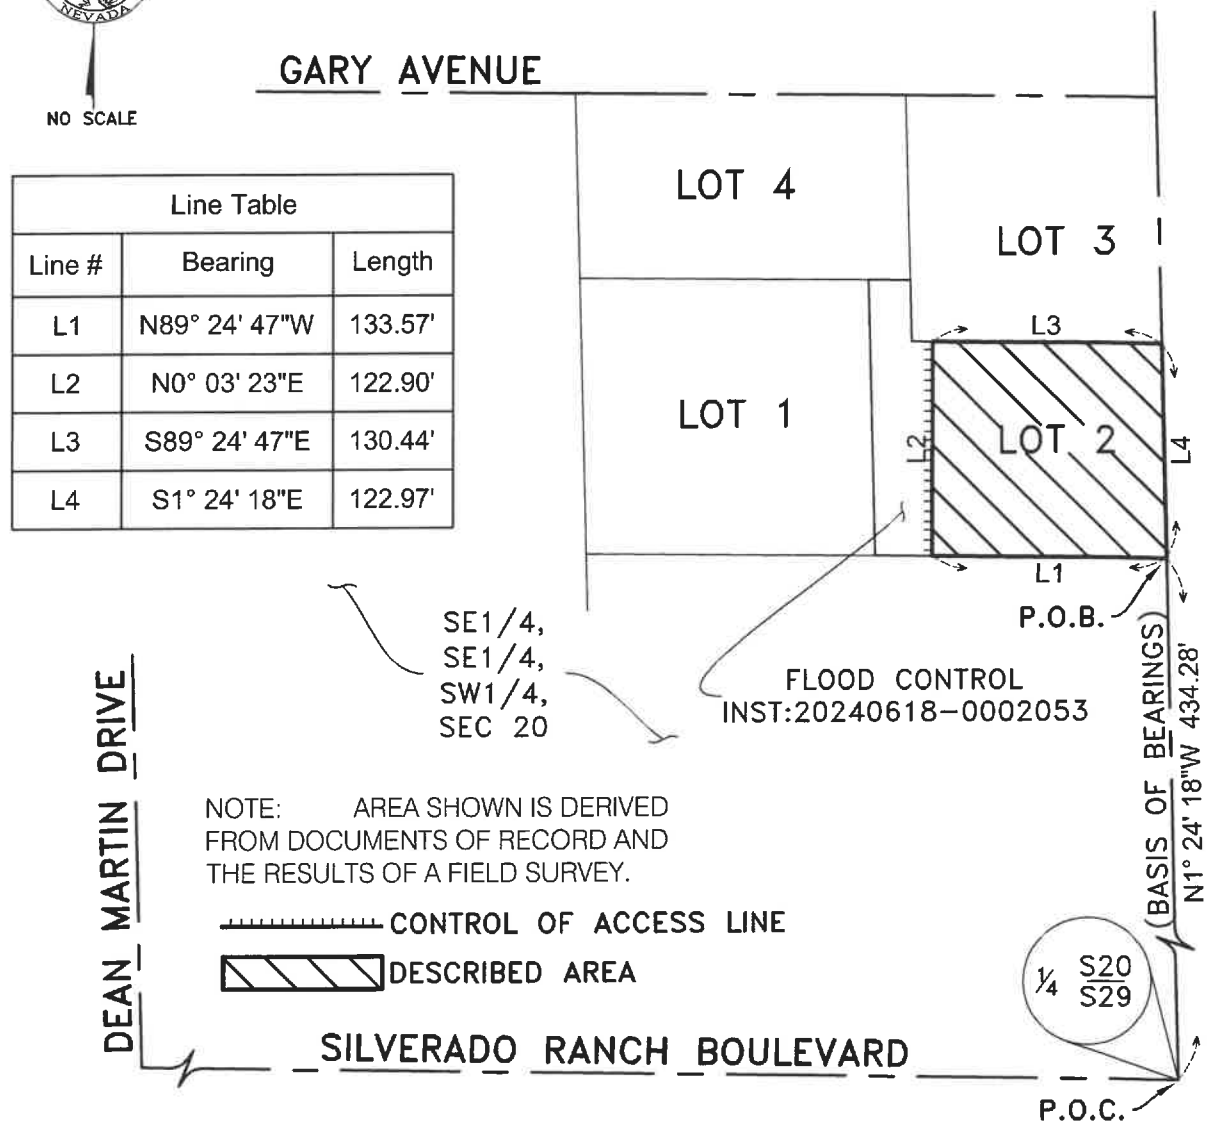 NEVADA
NO SCALE
GARY AVENUE
Line Table
Line # Bearing Length
L1 N89° 24' 47"W 133.57'
L2 N0° 03' 23"E 122.90'
L3 S89° 24' 47"E 130.44'
L4 S1° 24' 18"E 122.97'
LOT 4
LOT 3
L3
LOT 1
L2
LOT 2
L4
L1
P.O.B.
SE1/4,
SE1/4,
SW1/4,
SEC 20
FLOOD CONTROL
INST:20240618-0002053
(BASIS OF BEARINGS)
N1° 24' 18"W 434.28'
DEAN MARTIN DRIVE
NOTE: AREA SHOWN IS DERIVED
FROM DOCUMENTS OF RECORD AND
THE RESULTS OF A FIELD SURVEY.
CONTROL OF ACCESS LINE
DESCRIBED AREA
¼ S20
S29
SILVERADO RANCH BOULEVARD
P.O.C.